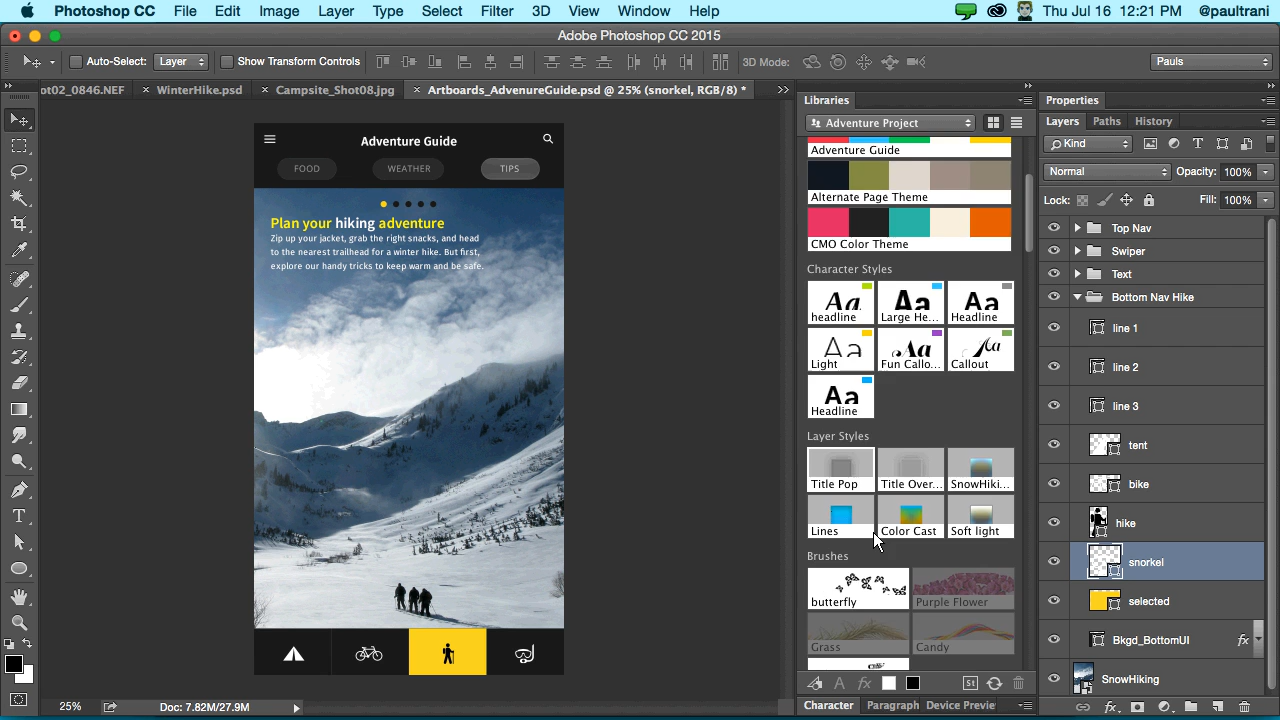 Photoshop CC File Edit Image Layer Type Select Filter 3D View Window Help Thu Jul 16 12:21 PM @paultrani
Adobe Photoshop CC 2015
Auto-Select: Layer Show Transform Controls 3D Mode: Pauls
ot02_0846.NEF × WinterHike.psd × Campsite_Shot08.jpg × Artboards_AdvenureGuide.psd @ 25% (snorkel, RGB/8) *
Adventure Guide
FOOD WEATHER TIPS
Plan your hiking adventure
Zip up your jacket, grab the right snacks, and head
to the nearest trailhead for a winter hike. But first,
explore our handy tricks to keep warm and be safe.
25% Doc: 7.82M/27.9M
Libraries
Adventure Project
Adventure Guide
Alternate Page Theme
CMO Color Theme
Character Styles
Aa Aa Aa
headline Large He... Headline
Aa Aa Aa
Light Fun Callo... Callout
Aa
Headline
Layer Styles
Title Pop Title Over... SnowHiki...
Lines Color Cast Soft light
Brushes
butterfly Purple Flower
Grass Candy
A fx St
Character Paragraph Device Previe
Properties
Layers Paths History
Kind T
Normal Opacity: 100%
Lock: Fill: 100%
Top Nav
Swiper
Text
Bottom Nav Hike
line 1
line 2
line 3
tent
bike
hike
snorkel
selected
Bkgd_BottomUI fx
SnowHiking
fx